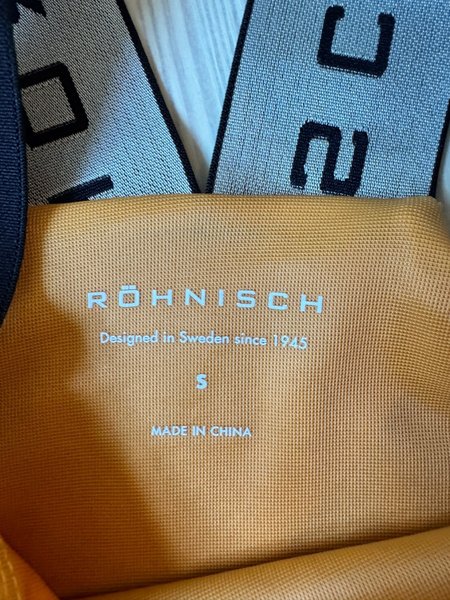 RÖHNISCH
Designed in Sweden since 1945
S
MADE IN CHINA